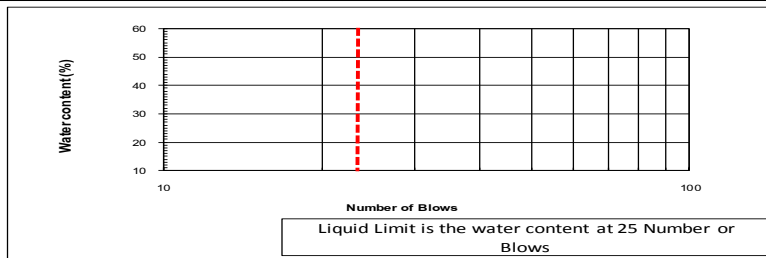 60
50
40
30
20
10
Water content(%)
10
100
Number of Blows
Liquid Limit is the water content at 25 Number or
Blows